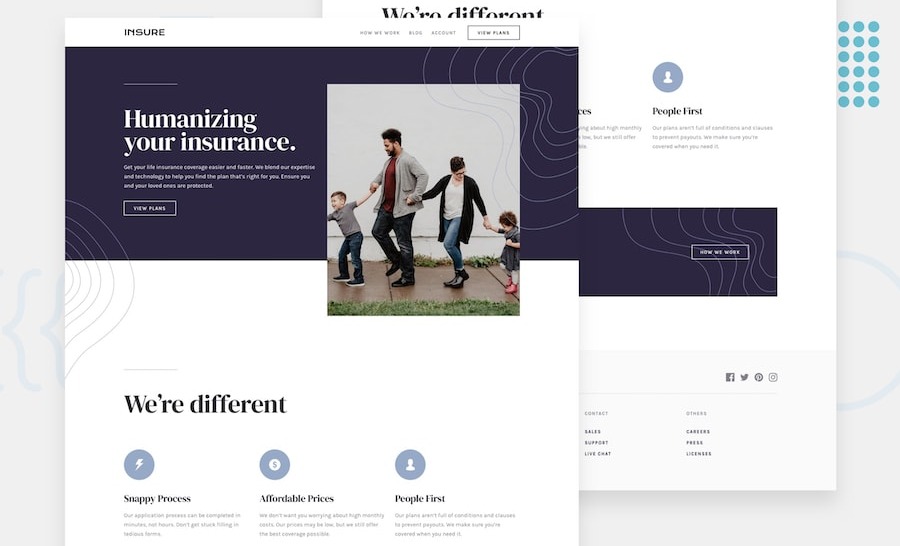 INSURE
HOW WE WORK BLOG ACCOUNT VIEW PLANS
Humanizing
your insurance.
Get your life insurance coverage easier and faster. We blend our expertise
and technology to help you find the plan that's right for you. Ensure you
and your loved ones are protected.
VIEW PLANS
We're different
Snappy Process
Our application process can be completed in
minutes, not hours. Don't get stuck filling in
tedious forms.
Affordable Prices
We don't want you worrying about high monthly
costs. Our prices may be low, but we still offer
the best coverage possible.
People First
Our plans aren't full of conditions and clauses
to prevent payouts. We make sure you're
covered when you need it.
We're different
ces
ying about high monthly
low, but we still offer
ble.
People First
Our plans aren't full of conditions and clauses
to prevent payouts. We make sure you're
covered when you need it.
HOW WE WORK
CONTACT
SALES
SUPPORT
LIVE CHAT
OTHERS
CAREERS
PRESS
LICENSES